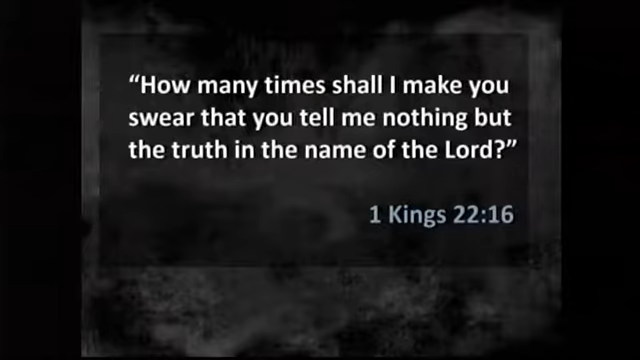 “How many times shall I make you
swear that you tell me nothing but
the truth in the name of the Lord?”
1 Kings 22:16